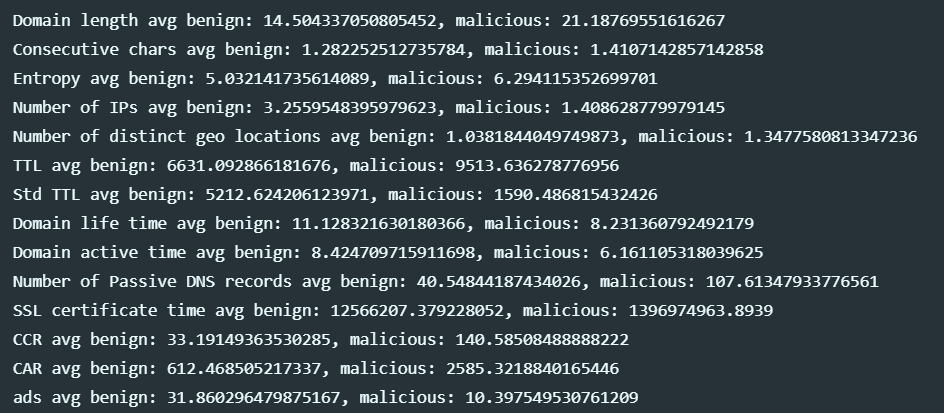 Domain length avg benign: 14.504337050805452, malicious: 21.18769551616267
Consecutive chars avg benign: 1.282252512735784, malicious: 1.4107142857142858
Entropy avg benign: 5.032141735614089, malicious: 6.294115352699701
Number of IPs avg benign: 3.2559548395979623, malicious: 1.408628779979145
Number of distinct geo locations avg benign: 1.0381844049749873, malicious: 1.3477580813347236
TTL avg benign: 6631.092866181676, malicious: 9513.636278776956
Std TTL avg benign: 5212.624206123971, malicious: 1590.486815432426
Domain life time avg benign: 11.128321630180366, malicious: 8.231360792492179
Domain active time avg benign: 8.424709715911698, malicious: 6.161105318039625
Number of Passive DNS records avg benign: 40.54844187434026, malicious: 107.61347933776561
SSL certificate time avg benign: 12566207.379228052, malicious: 1396974963.8939
CCR avg benign: 33.19149363530285, malicious: 140.58508488888222
CAR avg benign: 612.468505217337, malicious: 2585.3218840165446
ads avg benign: 31.860296479875167, malicious: 10.397549530761209